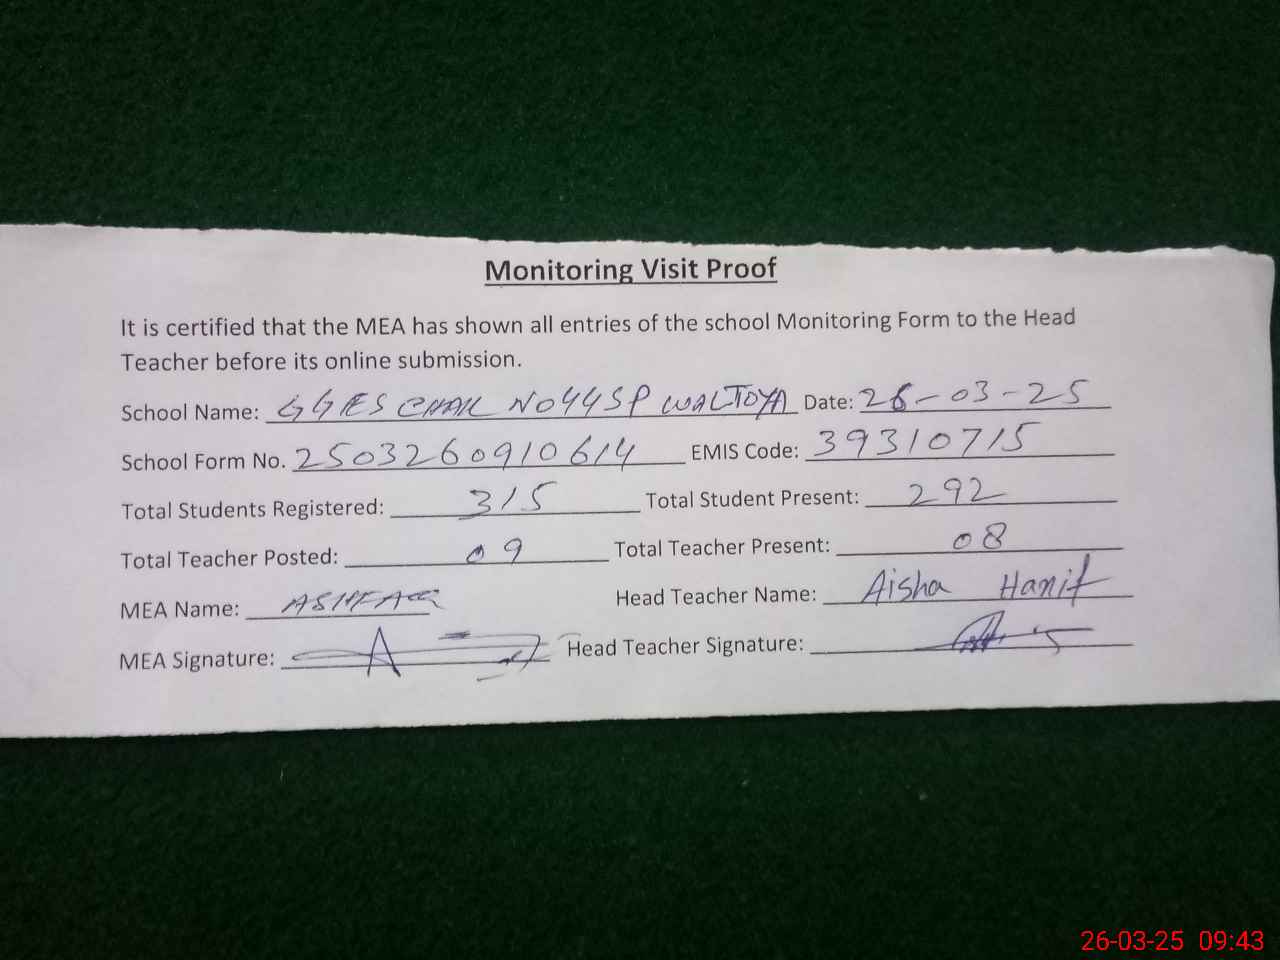 Monitoring Visit Proof
It is certified that the MEA has shown all entries of the school Monitoring Form to the Head
Teacher before its online submission.
School Name: GGES CHAK NO 44SP WALTOYA Date: 26-03-25
School Form No. 2503260910614 EMIS Code: 39310715
Total Students Registered: 315 Total Student Present: 292
Total Teacher Posted: 09 Total Teacher Present: 08
MEA Name: ASHFAQ Head Teacher Name: Aisha Hanif
MEA Signature: Head Teacher Signature:
26-03-25 09:43